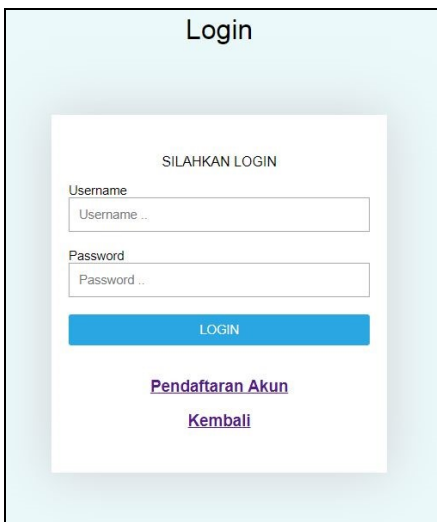 Login
SILAHKAN LOGIN
Username
Username ..
Password
Password ..
LOGIN
Pendaftaran Akun
Kembali